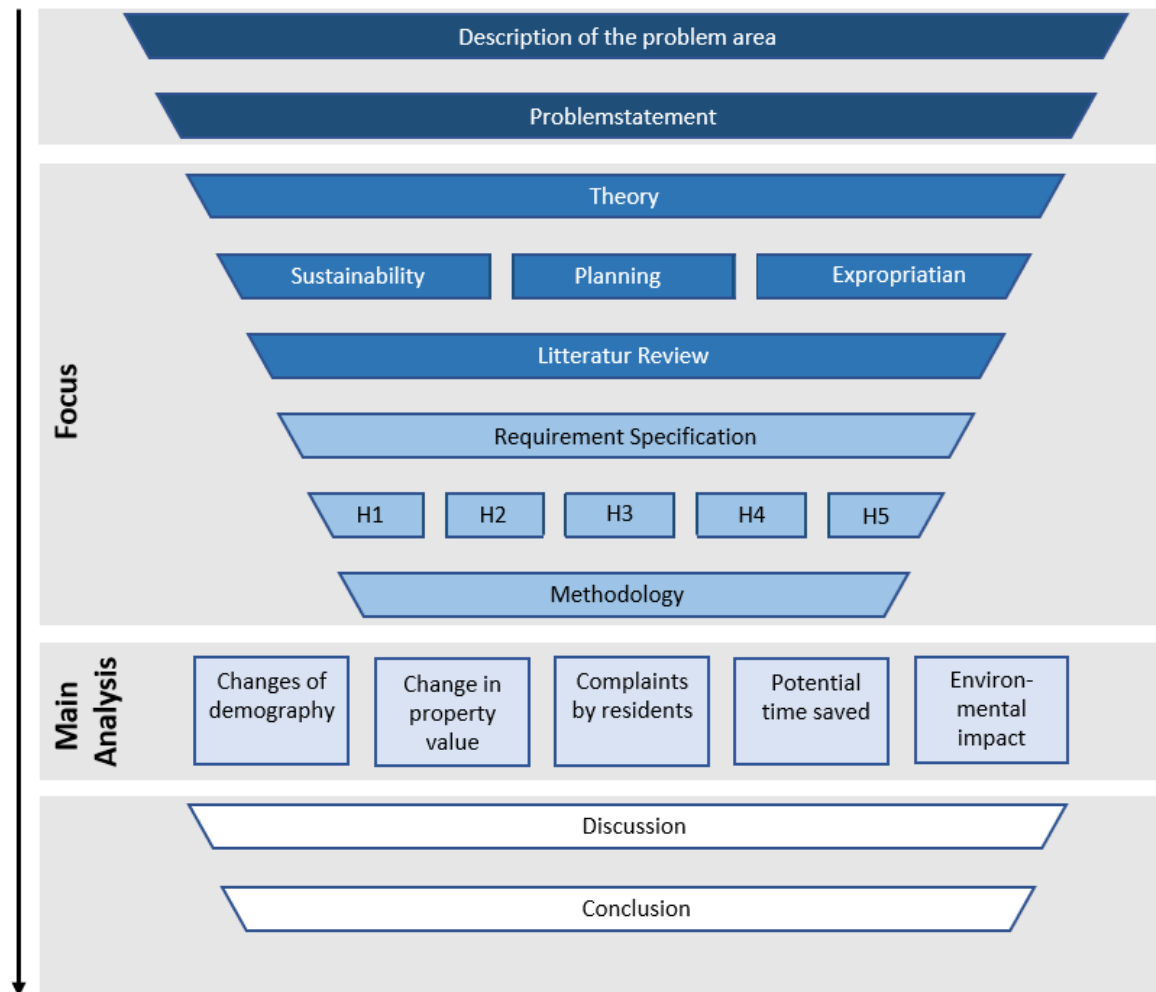 Description of the problem area
Problemstatement
Focus
Theory
Sustainability
Planning
Expropriatian
Litteratur Review
Requirement Specification
H1
H2
H3
H4
H5
Methodology
Main
Analysis
Changes of
demography
Change in
property
value
Complaints
by residents
Potential
time saved
Environ-
mental
impact
Discussion
Conclusion